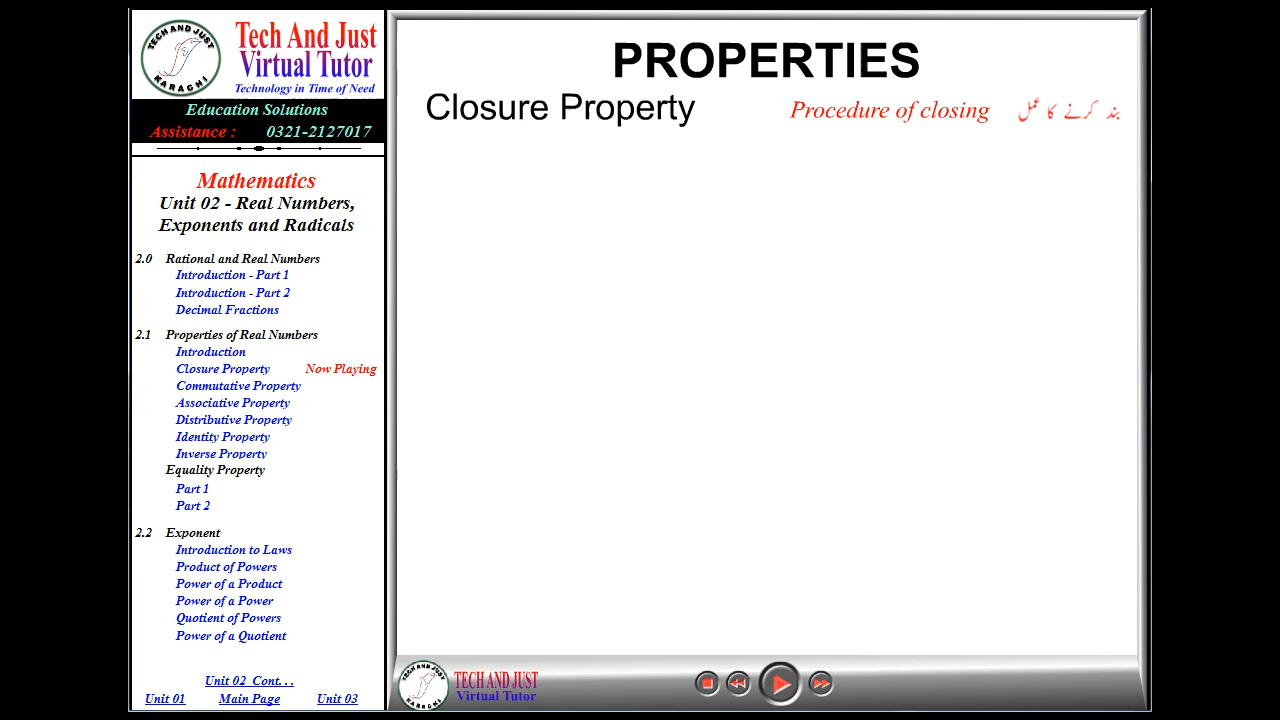 TECH AND JUST
KARACHI
Tech And Just
Virtual Tutor
Technology in Time of Need
Education Solutions
Assistance : 0321-2127017
Mathematics
Unit 02 - Real Numbers,
Exponents and Radicals
2.0 Rational and Real Numbers
Introduction - Part 1
Introduction - Part 2
Decimal Fractions
2.1 Properties of Real Numbers
Introduction
Closure Property Now Playing
Commutative Property
Associative Property
Distributive Property
Identity Property
Inverse Property
Equality Property
Part 1
Part 2
2.2 Exponent
Introduction to Laws
Product of Powers
Power of a Product
Power of a Power
Quotient of Powers
Power of a Quotient
Unit 02 Cont. . .
Unit 01 Main Page Unit 03
PROPERTIES
Closure Property Procedure of closing بند کرنے کا عمل
TECH AND JUST
KARACHI
TECH AND JUST
Virtual Tutor